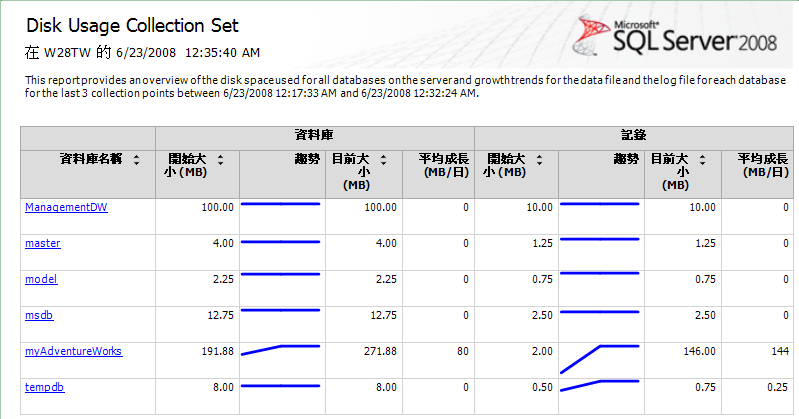 Disk Usage Collection Set
在 W28TW 的 6/23/2008 12:35:40 AM
Microsoft®
SQL Server 2008
This report provides an overview of the disk space used for all databases on the server and growth trends for the data file and the log file for each database
for the last 3 collection points between 6/23/2008 12:17:33 AM and 6/23/2008 12:32:24 AM.
資料庫 記錄
資料庫名稱 開始大小 (MB) 趨勢 目前大小 (MB) 平均成長 (MB/日) 開始大小 (MB) 趨勢 目前大小 (MB) 平均成長 (MB/日)
ManagementDW 100.00 100.00 0 10.00 10.00 0
master 4.00 4.00 0 1.25 1.25 0
model 2.25 2.25 0 0.75 0.75 0
msdb 12.75 12.75 0 2.50 2.50 0
myAdventureWorks 191.88 271.88 80 2.00 146.00 144
tempdb 8.00 8.00 0 0.50 0.75 0.25